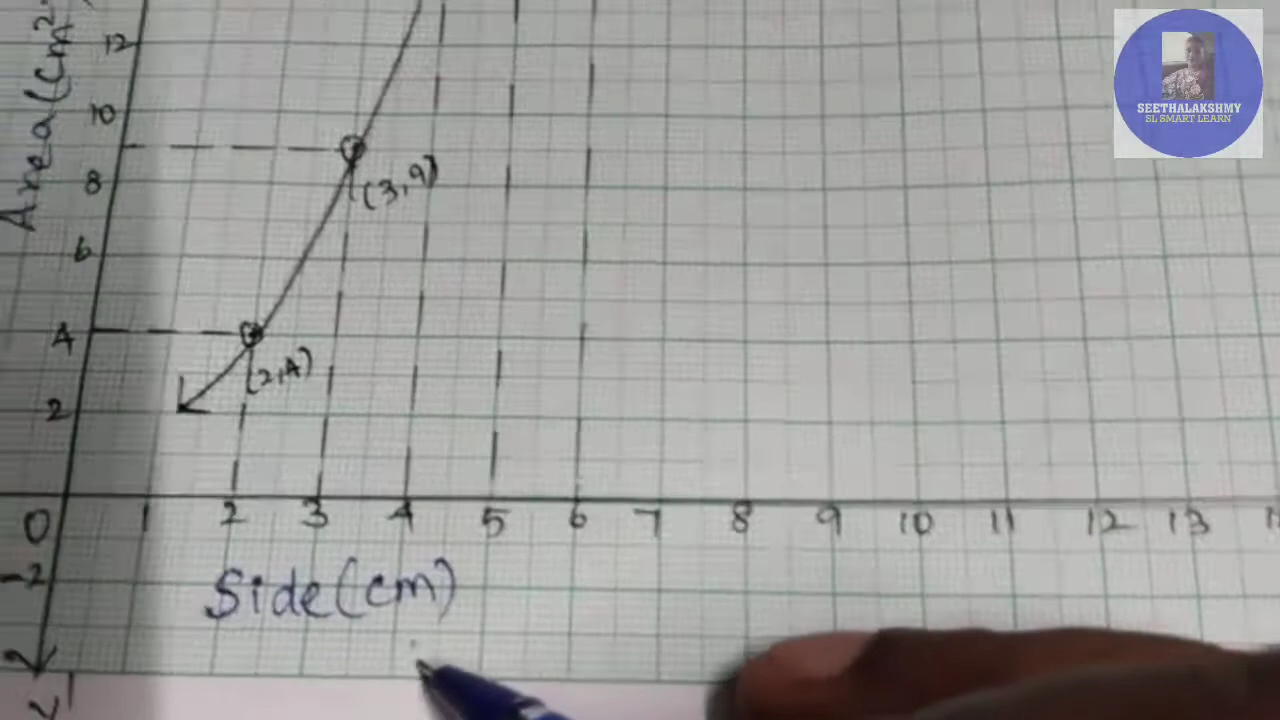 SEETHALAKSHMY
SL SMART LEARN
Area(cm²
12
10
8
(3,9)
6
4
(2,4)
2
0 1 2 3 4 5 6 7 8 9 10 11 12 13
-2
Side(cm)